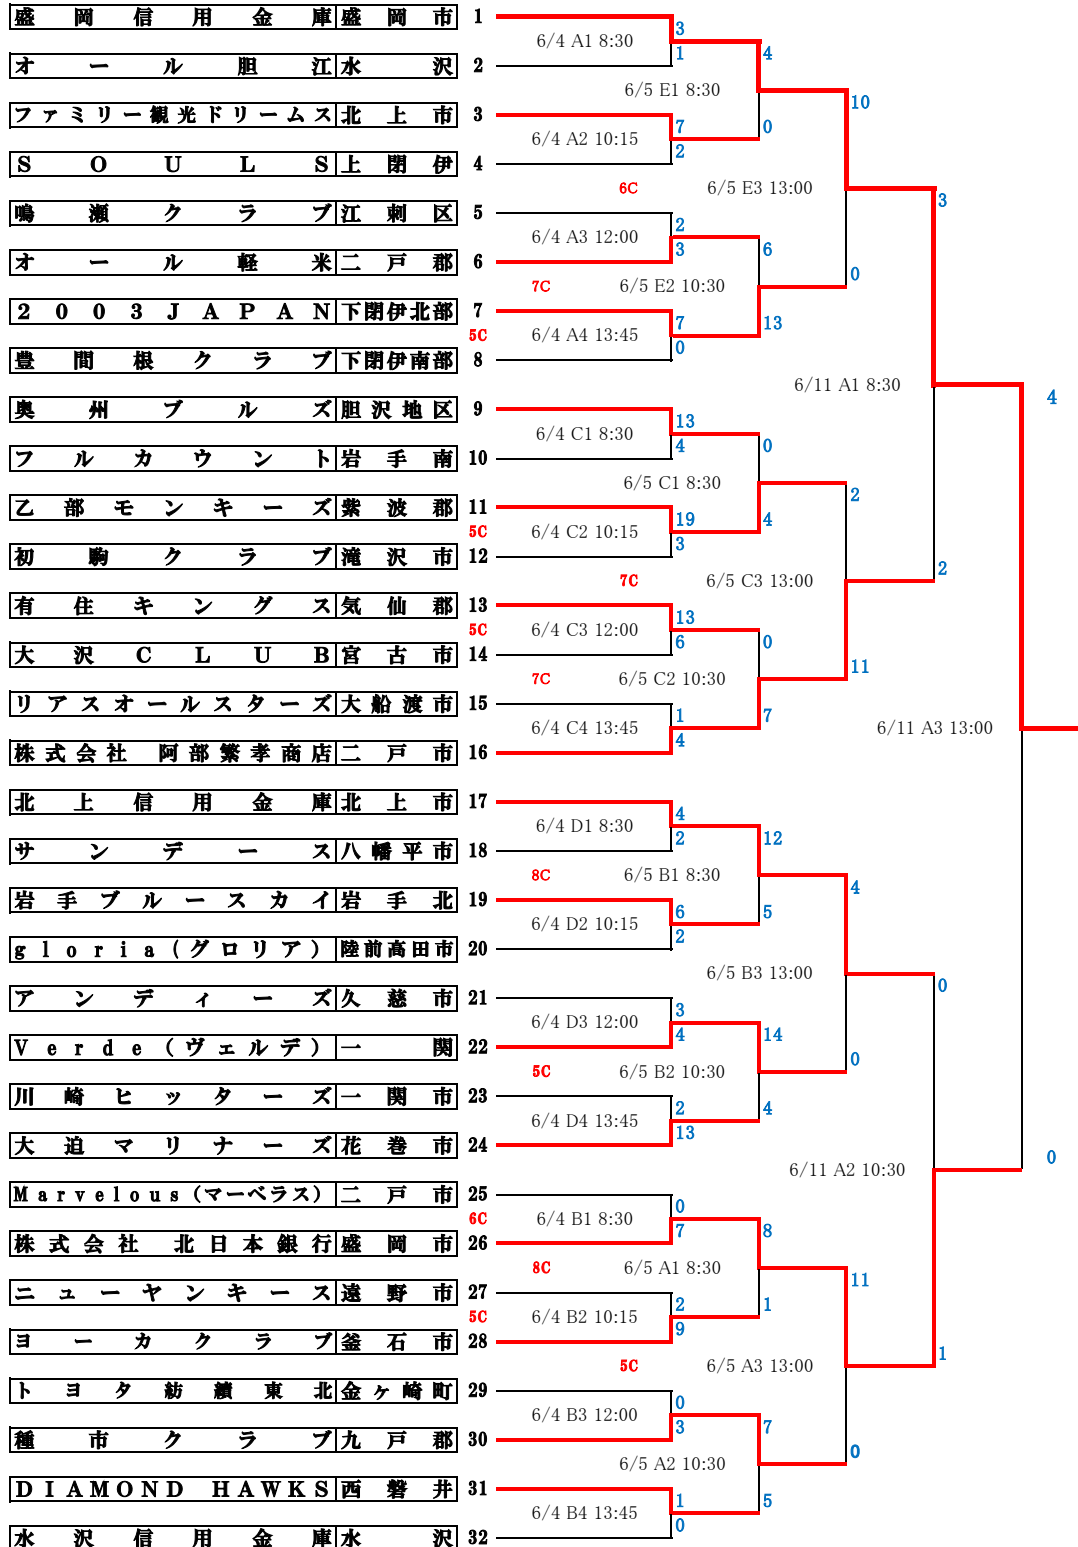 盛岡信用金庫 盛岡市 1
3
6/4 A1 8:30
1
4
オール胆江 水沢 2
6/5 E1 8:30
10
ファミリー観光ドリームス 北上市 3
7
0
6/4 A2 10:15
2
SOULS 上閉伊 4
6C
6/5 E3 13:00
3
鳴瀬クラブ 江刺区 5
2
6/4 A3 12:00
3
6
オール軽米 二戸郡 6
0
7C
6/5 E2 10:30
2003JAPAN 下閉伊北部 7
7
13
5C
6/4 A4 13:45
0
豊間根クラブ 下閉伊南部 8
6/11 A1 8:30
4
奥州ブルズ 胆沢地区 9
13
6/4 C1 8:30
4
0
フルカウント 岩手南 10
6/5 C1 8:30
2
乙部モンキーズ 紫波郡 11
19
4
5C
6/4 C2 10:15
3
初駒クラブ 滝沢市 12
2
7C
6/5 C3 13:00
有住キングス 気仙郡 13
13
5C
6/4 C3 12:00
6
0
大沢CLUB 宮古市 14
11
7C
6/5 C2 10:30
リアスオールスターズ 大船渡市 15
1
7
6/4 C4 13:45
4
6/11 A3 13:00
株式会社 阿部繁孝商店 二戸市 16
北上信用金庫 北上市 17
4
6/4 D1 8:30
2
12
サンデース 八幡平市 18
8C
6/5 B1 8:30
4
岩手ブルースカイ 岩手北 19
6
5
6/4 D2 10:15
2
gloria(グロリア) 陸前高田市 20
6/5 B3 13:00
0
アンディーズ 久慈市 21
3
6/4 D3 12:00
4
14
Verde(ヴェルデ) 一関 22
0
5C
6/5 B2 10:30
川崎ヒッターズ 一関市 23
2
4
6/4 D4 13:45
13
大迫マリナーズ 花巻市 24
0
6/11 A2 10:30
Marvelous(マーベラス) 二戸市 25
0
6C
6/4 B1 8:30
7
8
株式会社 北日本銀行 盛岡市 26
8C
6/5 A1 8:30
11
ニューヤンキース 遠野市 27
2
1
5C
6/4 B2 10:15
9
ヨーカクラブ 釜石市 28
1
5C
6/5 A3 13:00
トヨタ紡織東北 金ヶ崎町 29
0
6/4 B3 12:00
3
7
種市クラブ 九戸郡 30
0
6/5 A2 10:30
DIAMOND HAWKS 西磐井 31
1
5
6/4 B4 13:45
0
水沢信用金庫 水沢 32